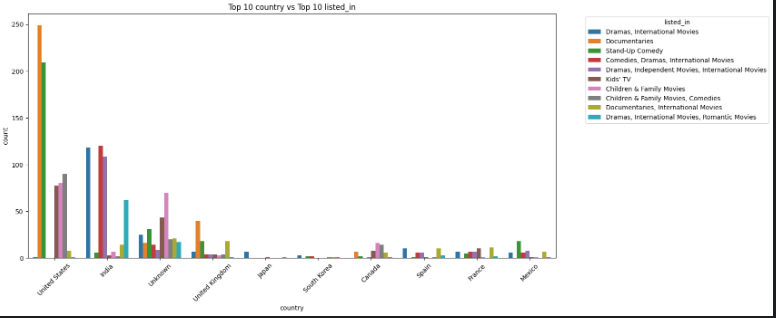 Top 10 country vs Top 10 listed_in
250
200
150
100
50
0
count
United States
India
Unknown
United Kingdom
Japan
South Korea
Canada
Spain
France
Mexico
country
listed_in
Dramas, International Movies
Documentaries
Stand-Up Comedy
Comedies, Dramas, International Movies
Dramas, Independent Movies, International Movies
Kids' TV
Children & Family Movies
Children & Family Movies, Comedies
Documentaries, International Movies
Dramas, International Movies, Romantic Movies